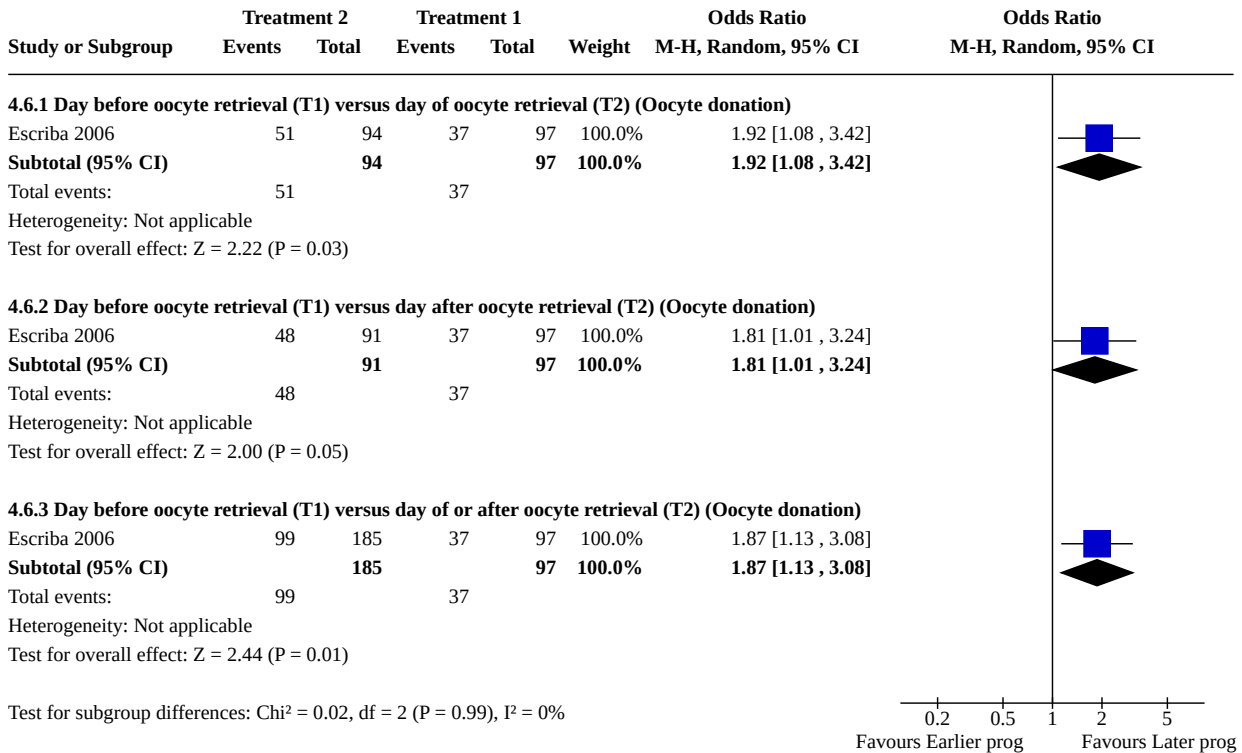 Treatment 2 Treatment 1 Odds Ratio Odds Ratio
Study or Subgroup Events Total Events Total Weight M-H, Random, 95% CI M-H, Random, 95% CI
4.6.1 Day before oocyte retrieval (T1) versus day of oocyte retrieval (T2) (Oocyte donation)
Escriba 2006 51 94 37 97 100.0% 1.92 [1.08 , 3.42]
Subtotal (95% CI) 94 97 100.0% 1.92 [1.08 , 3.42]
Total events: 51 37
Heterogeneity: Not applicable
Test for overall effect: Z = 2.22 (P = 0.03)
4.6.2 Day before oocyte retrieval (T1) versus day after oocyte retrieval (T2) (Oocyte donation)
Escriba 2006 48 91 37 97 100.0% 1.81 [1.01 , 3.24]
Subtotal (95% CI) 91 97 100.0% 1.81 [1.01 , 3.24]
Total events: 48 37
Heterogeneity: Not applicable
Test for overall effect: Z = 2.00 (P = 0.05)
4.6.3 Day before oocyte retrieval (T1) versus day of or after oocyte retrieval (T2) (Oocyte donation)
Escriba 2006 99 185 37 97 100.0% 1.87 [1.13 , 3.08]
Subtotal (95% CI) 185 97 100.0% 1.87 [1.13 , 3.08]
Total events: 99 37
Heterogeneity: Not applicable
Test for overall effect: Z = 2.44 (P = 0.01)
Test for subgroup differences: Chi² = 0.02, df = 2 (P = 0.99), I² = 0%
0.2 0.5 1 2 5
Favours Earlier prog Favours Later prog